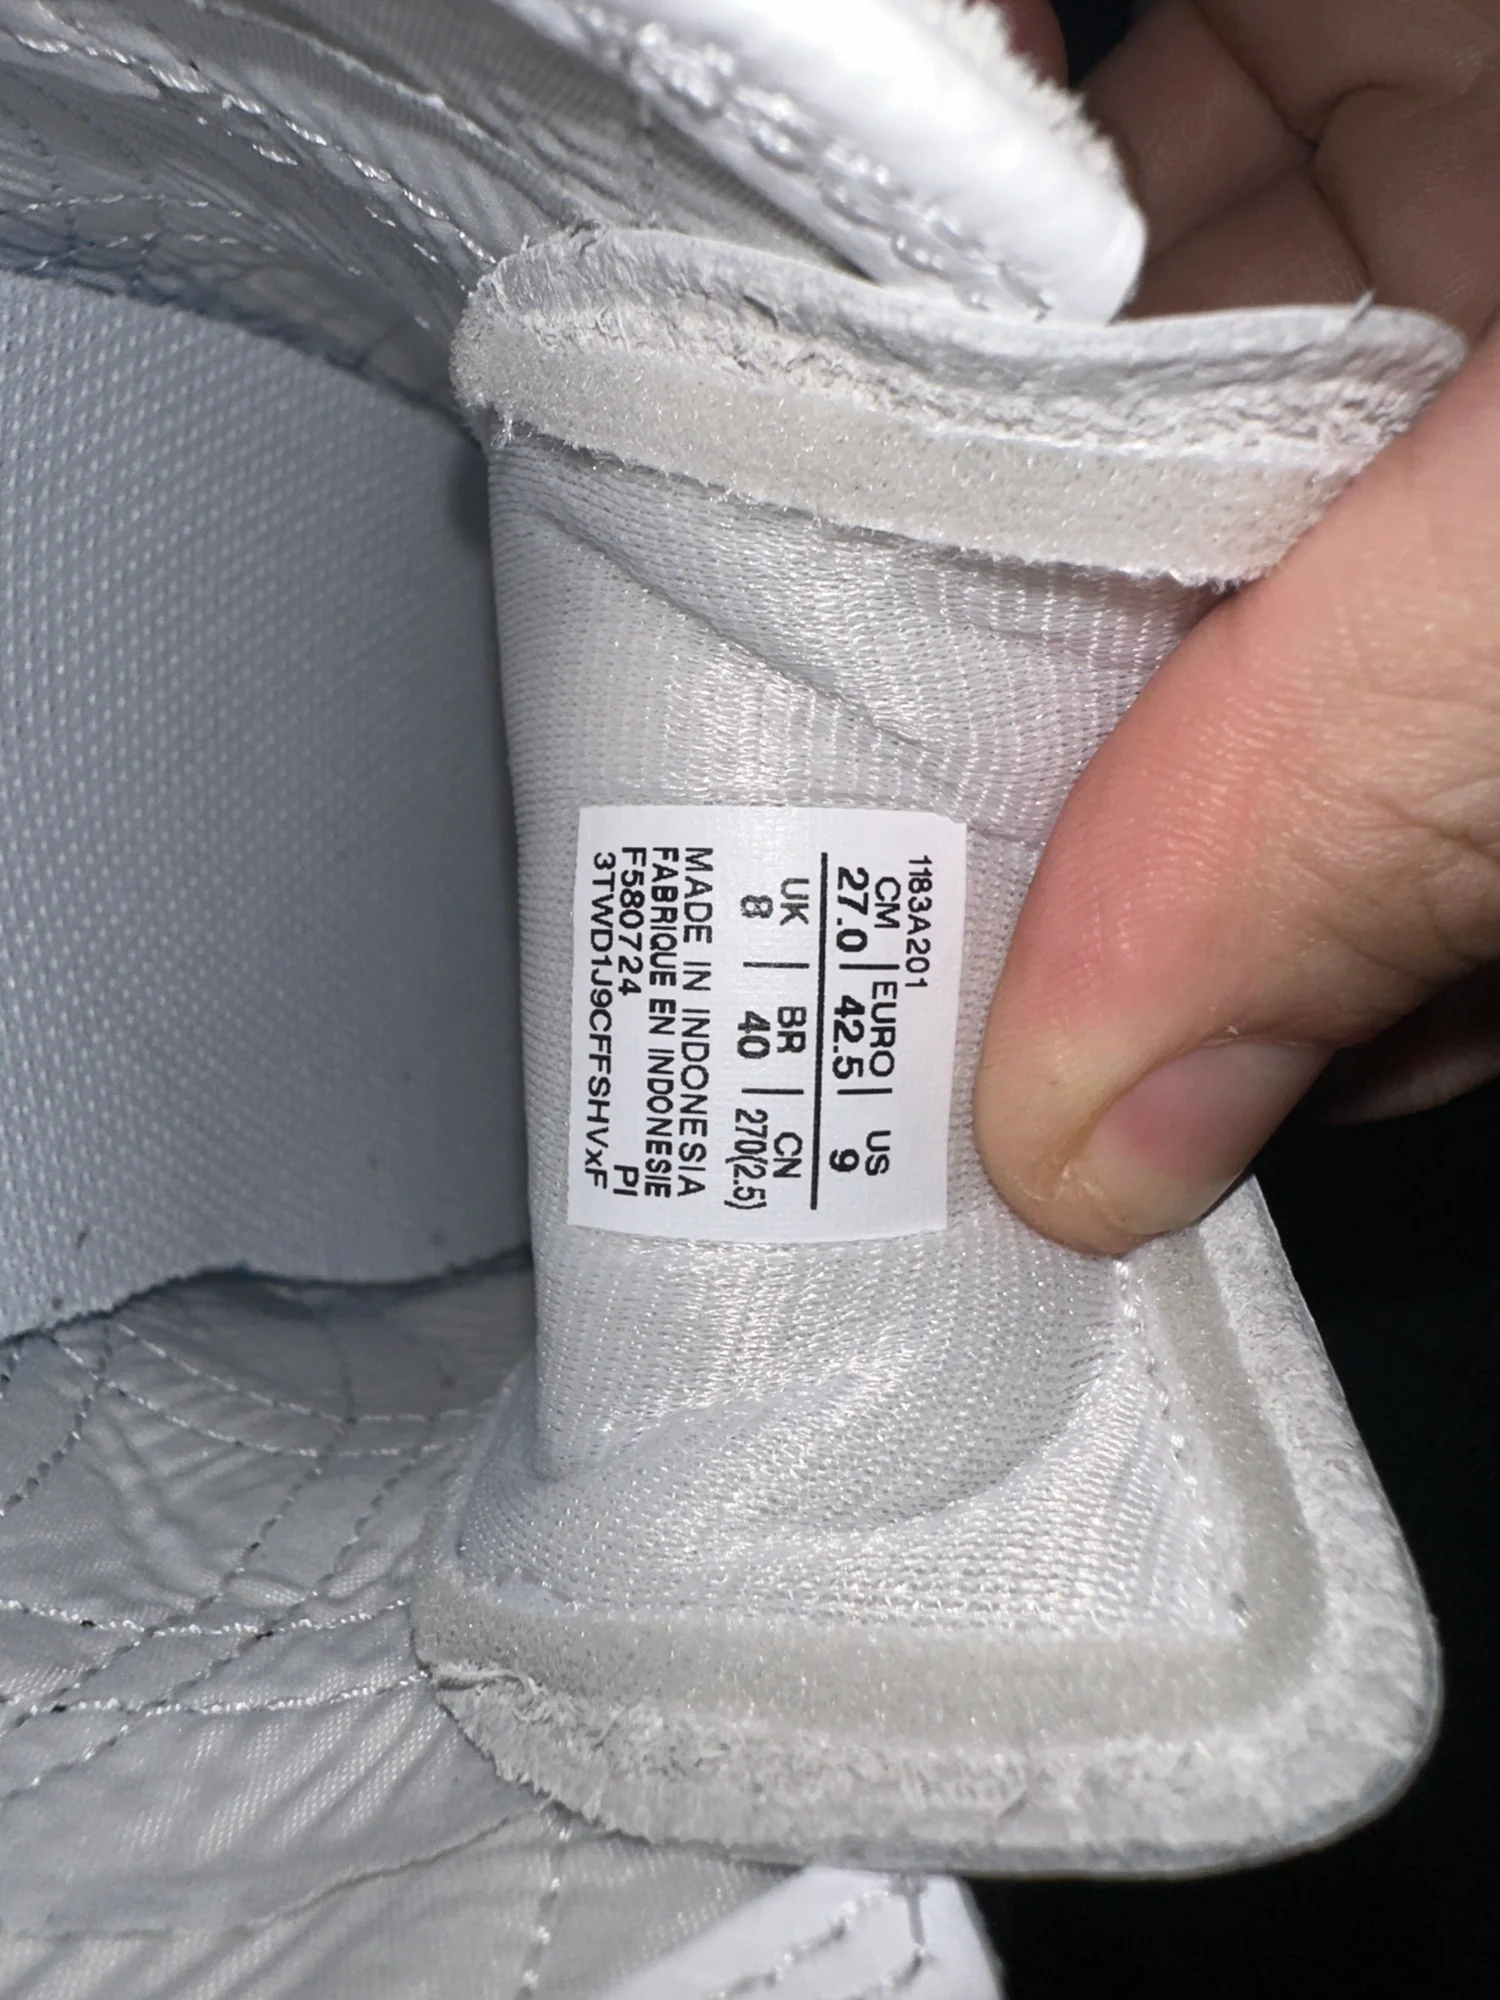 1183A201
CM | EURO | US
27.0 | 42.5 | 9
UK | BR | CN
8 40 270(2.5)
MADE IN INDONESIA
FABRIQUE EN INDONESIE
F580724 PI
3TWD1J9CFFSHVxF